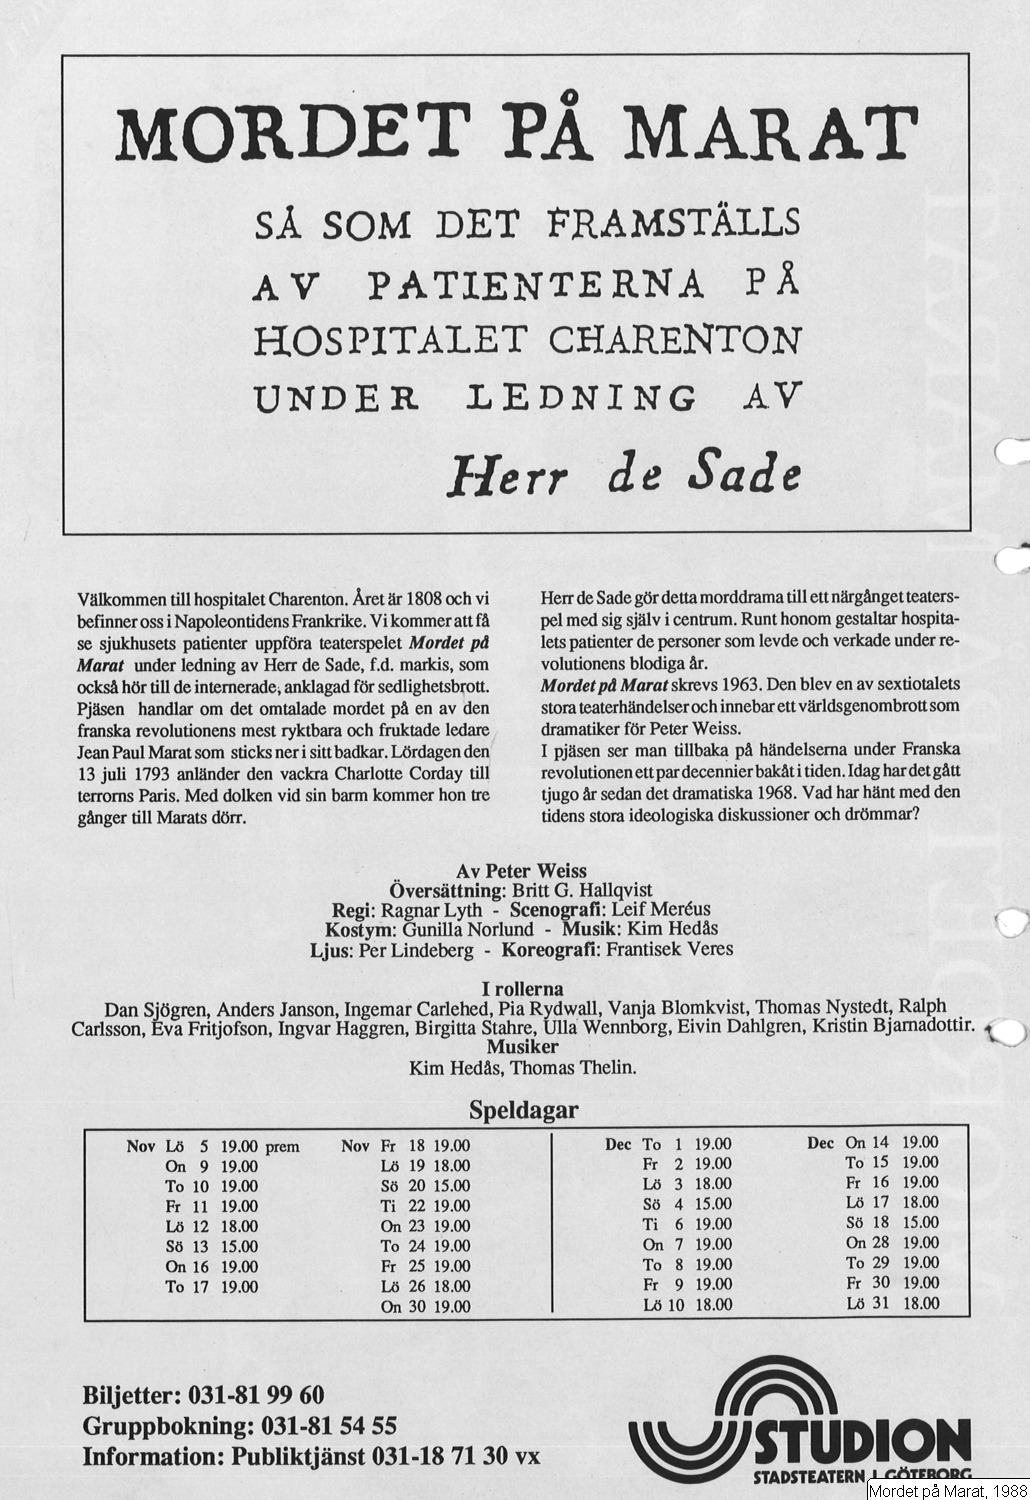 MORDET PÅ MARAT
SÅ SOM DET FRAMSTÄLLS
AV PATIENTERNA PÅ
HOSPITALET CHARENTON
UNDER LEDNING AV
Herr de Sade
Välkommen till hospitalet Charenton. Året är 1808 och vi
befinner oss i Napoleontidens Frankrike. Vi kommer att få
se sjukhusets patienter uppföra teaterspelet Mordet på
Marat under ledning av Herr de Sade, f.d. markis, som
också hör till de internerade, anklagad för sedlighetsbrott.
Pjäsen handlar om det omtalade mordet på en av den
franska revolutionens mest ryktbara och fruktade ledare
Jean Paul Marat som sticks ner i sitt badkar. Lördagen den
13 juli 1793 anländer den vackra Charlotte Corday till
terrorns Paris. Med dolken vid sin barm kommer hon tre
gånger till Marats dörr.
Herr de Sade gör detta morddrama till ett närgånget teaters-
pel med sig själv i centrum. Runt honom gestaltar hospita-
lets patienter de personer som levde och verkade under re-
volutionens blodiga år.
Mordet på Marat skrevs 1963. Den blev en av sextiotalets
stora teaterhändelser och innebar ett världsgenombrott som
dramatiker för Peter Weiss.
I pjäsen ser man tillbaka på händelserna under Franska
revolutionen ett par decennier bakåt i tiden. Idag har det gått
tjugo år sedan det dramatiska 1968. Vad har hänt med den
tidens stora ideologiska diskussioner och drömmar?
Av Peter Weiss
Översättning: Britt G. Hallqvist
Regi: Ragnar Lyth - Scenografi: Leif Meréus
Kostym: Gunilla Norlund - Musik: Kim Hedås
Ljus: Per Lindeberg - Koreografi: Frantisek Veres
I rollerna
Dan Sjögren, Anders Janson, Ingemar Carlehed, Pia Rydwall, Vanja Blomkvist, Thomas Nystedt, Ralph
Carlsson, Eva Fritjofson, Ingvar Haggren, Birgitta Stahre, Ulla Wennborg, Eivin Dahlgren, Kristin Bjarnadottir.
Musiker
Kim Hedås, Thomas Thelin.
Speldagar
Nov Lö 5 19.00 prem
On 9 19.00
To 10 19.00
Fr 11 19.00
Lö 12 18.00
Sö 13 15.00
On 16 19.00
To 17 19.00
Nov Fr 18 19.00
Lö 19 18.00
Sö 20 15.00
Ti 22 19.00
On 23 19.00
To 24 19.00
Fr 25 19.00
Lö 26 18.00
On 30 19.00
Dec To 1 19.00
Fr 2 19.00
Lö 3 18.00
Sö 4 15.00
Ti 6 19.00
On 7 19.00
To 8 19.00
Fr 9 19.00
Lö 10 18.00
Dec On 14 19.00
To 15 19.00
Fr 16 19.00
Lö 17 18.00
Sö 18 15.00
On 28 19.00
To 29 19.00
Fr 30 19.00
Lö 31 18.00
Biljetter: 031-81 99 60
Gruppbokning: 031-81 54 55
Information: Publiktjänst 031-18 71 30 vx
STUDION
STADSTEATERN I GÖTEBORG
Mordet på Marat, 1988